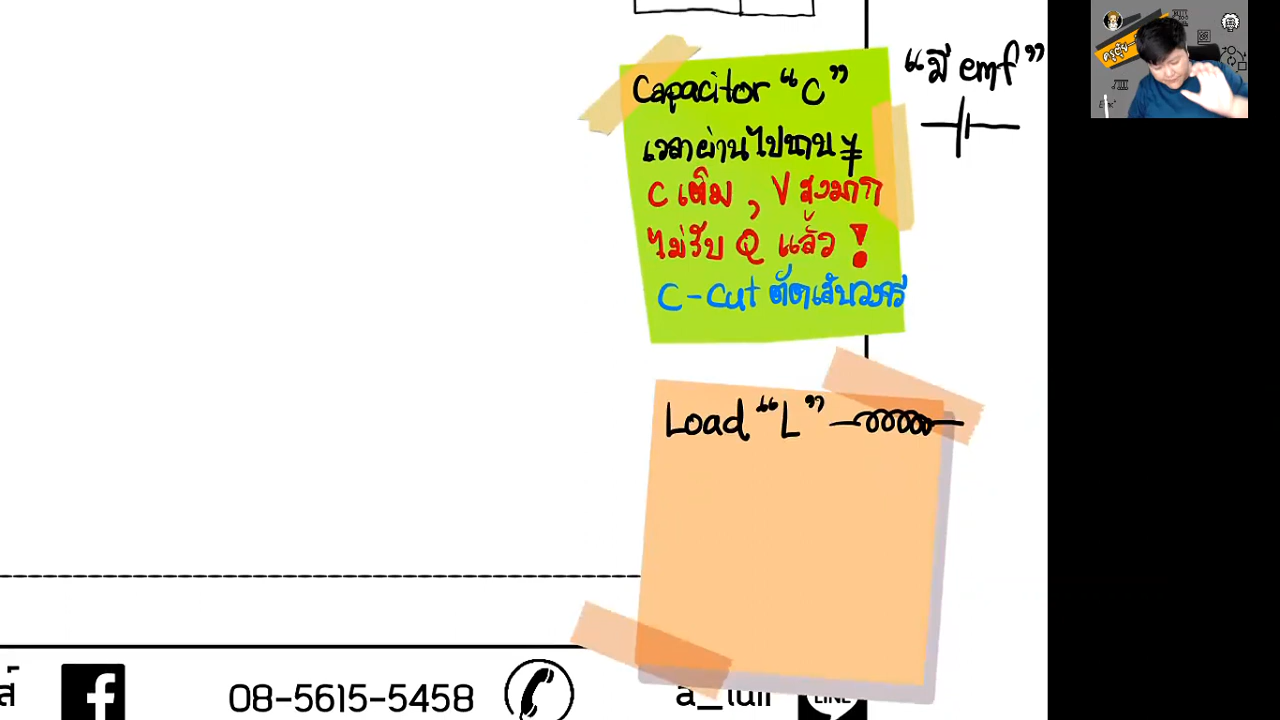 Capacitor “C”
“มี emf”
เวลาผ่านไปนานๆ
C เต็ม, V สูงมาก
ไม่รับ Q แล้ว!
C-Cut ตัดเส้นวงจร
Load “L”
08-5615-5458
LINE